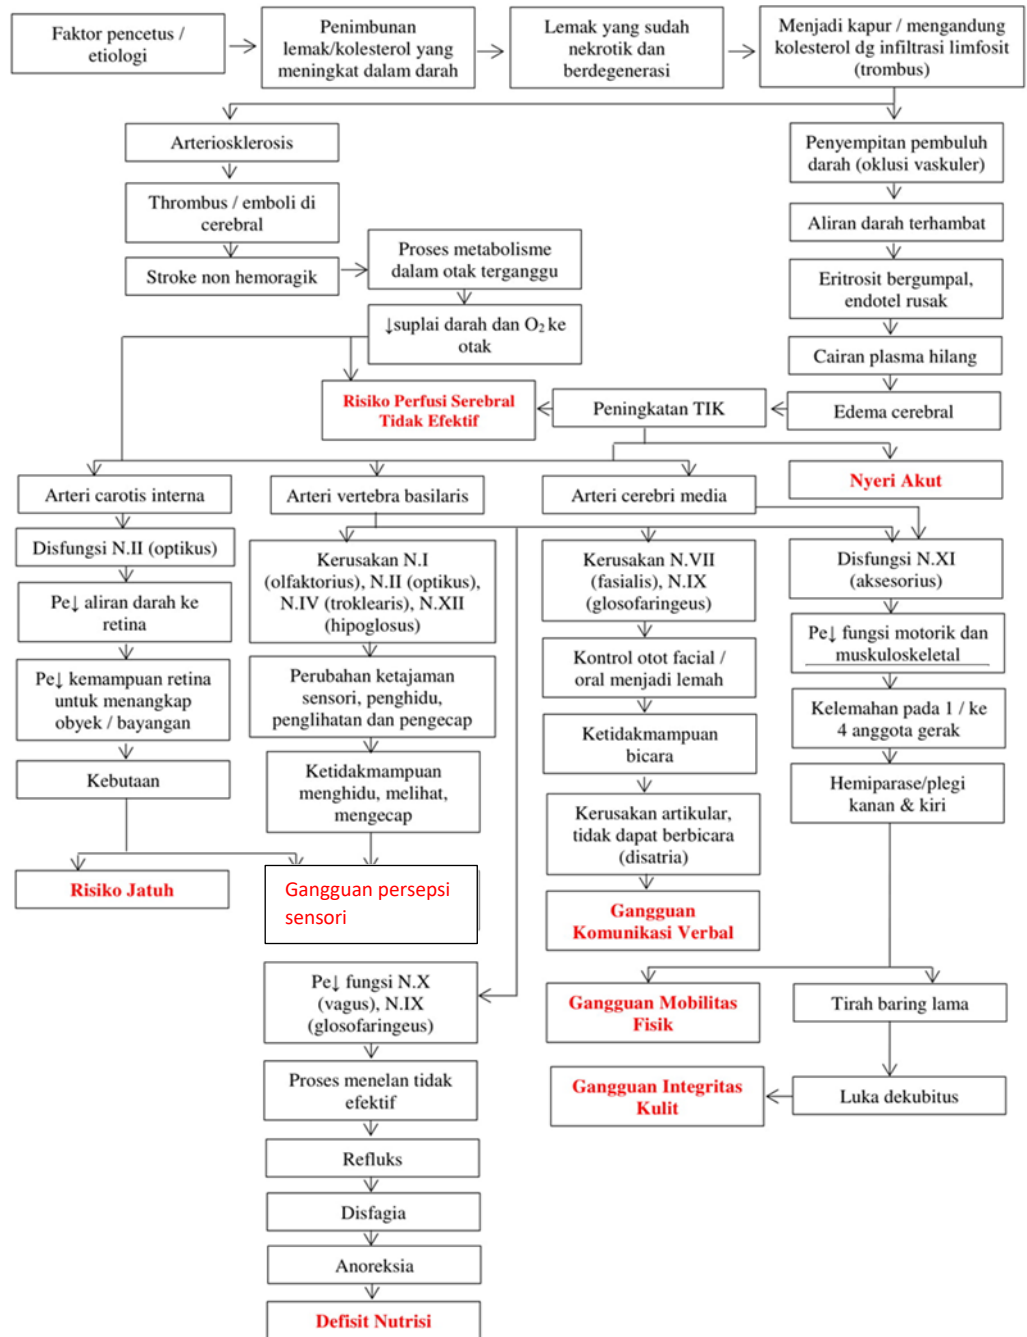 Faktor pencetus /
etiologi
Penimbunan
lemak/kolesterol yang
meningkat dalam darah
Lemak yang sudah
nekrotik dan
berdegenerasi
Menjadi kapur / mengandung
kolesterol dg infiltrasi limfosit
(trombus)
Arteriosklerosis
Thrombus / emboli di
cerebral
Stroke non hemoragik
Proses metabolisme
dalam otak terganggu
↓suplai darah dan O₂ ke
otak
Risiko Perfusi Serebral
Tidak Efektif
Penyempitan pembuluh
darah (oklusi vaskuler)
Aliran darah terhambat
Eritrosit bergumpal,
endotel rusak
Cairan plasma hilang
Edema cerebral
Peningkatan TIK
Nyeri Akut
Arteri carotis interna
Arteri vertebra basilaris
Arteri cerebri media
Disfungsi N.II (optikus)
Pe↓ aliran darah ke
retina
Pe↓ kemampuan retina
untuk menangkap
obyek / bayangan
Kebutaan
Risiko Jatuh
Kerusakan N.I
(olfaktorius), N.II (optikus),
N.IV (troklearis), N.XII
(hipoglosus)
Perubahan ketajaman
sensori, penghidu,
penglihatan dan pengecap
Ketidakmampuan
menghidu, melihat,
mengecap
Gangguan persepsi
sensori
Kerusakan N.VII
(fasialis), N.IX
(glosofaringeus)
Kontrol otot facial /
oral menjadi lemah
Ketidakmampuan
bicara
Kerusakan artikular,
tidak dapat berbicara
(disatria)
Gangguan
Komunikasi Verbal
Disfungsi N.XI
(aksesorius)
Pe↓ fungsi motorik dan
muskuloskeletal
Kelemahan pada 1 / ke
4 anggota gerak
Hemiparase/plegi
kanan & kiri
Gangguan Mobilitas
Fisik
Tirah baring lama
Luka dekubitus
Gangguan Integritas
Kulit
Pe↓ fungsi N.X
(vagus), N.IX
(glosofaringeus)
Proses menelan tidak
efektif
Refluks
Disfagia
Anoreksia
Defisit Nutrisi